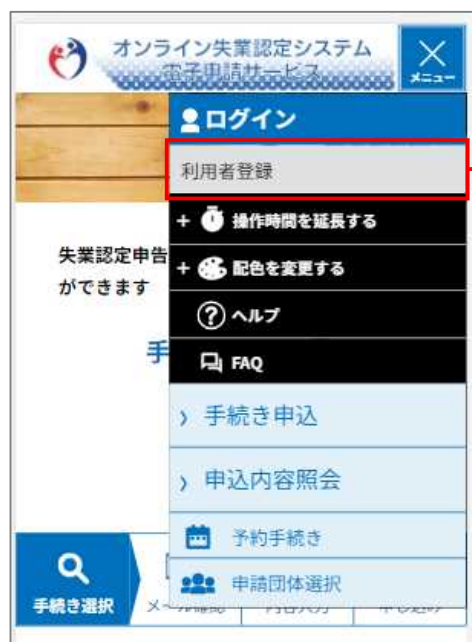 オンライン失業認定システム
電子申請サービス
メニュー
ログイン
利用者登録
+ 操作時間を延長する
失業認定申告
+ 配色を変更する
ができます
? ヘルプ
手
FAQ
› 手続き申込
› 申込内容照会
予約手続き
申請団体選択
手続き選択